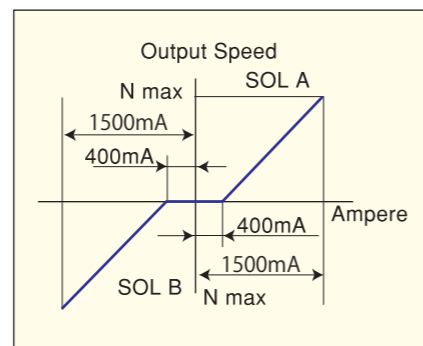 Output Speed
N max
SOL A
1500mA
400mA
Ampere
400mA
1500mA
SOL B
N max